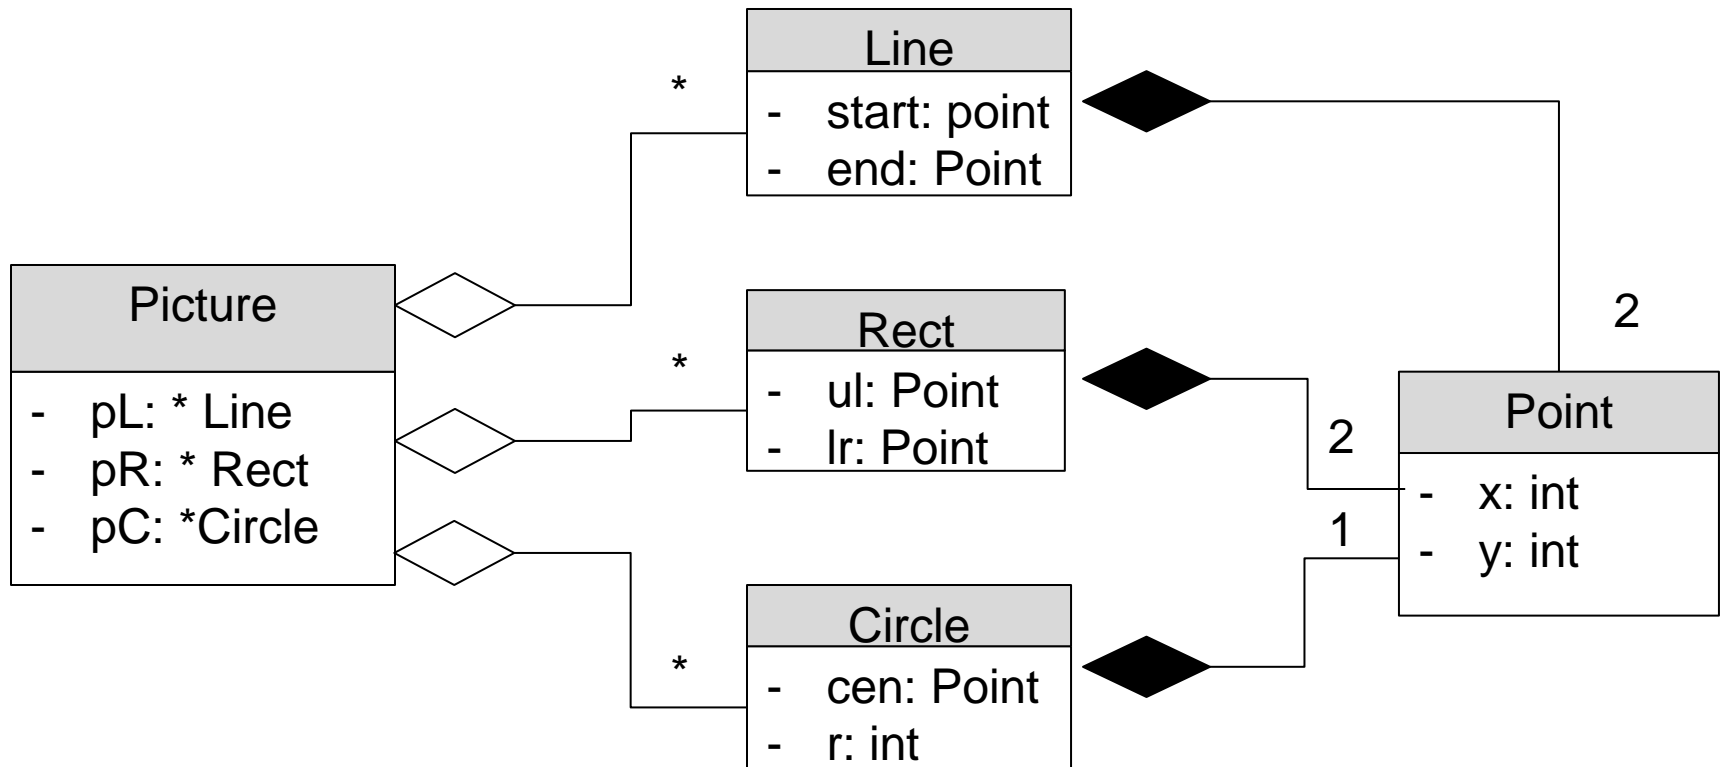 Line
*
- start: point
- end: Point
2
Picture
- pL: * Line
- pR: * Rect
- pC: *Circle
*
Rect
- ul: Point
- lr: Point
2
Point
- x: int
- y: int
1
*
Circle
- cen: Point
- r: int